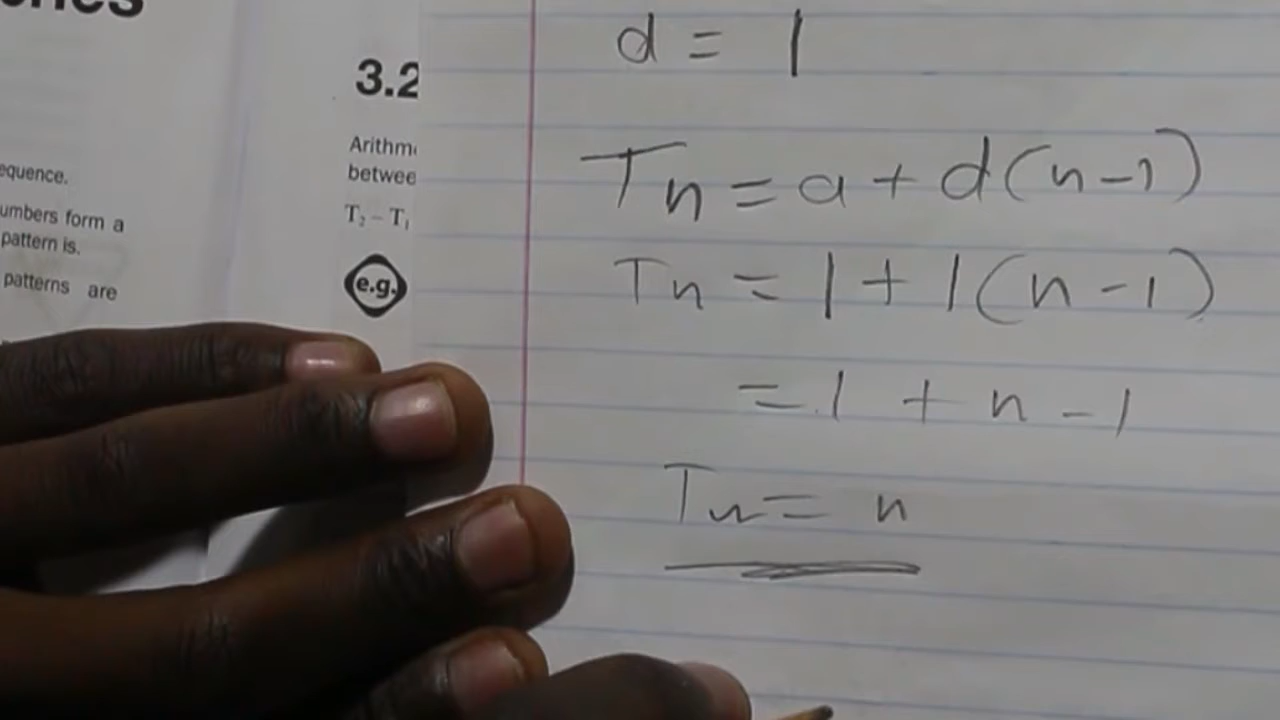 equence.
umbers form a
pattern is.
patterns are
3.2
Arithm
betwee
T₂ – T₁
e.g.
d = 1
Tn = a + d(n-1)
Tn = 1 + 1(n-1)
= 1 + n - 1
Tn = n